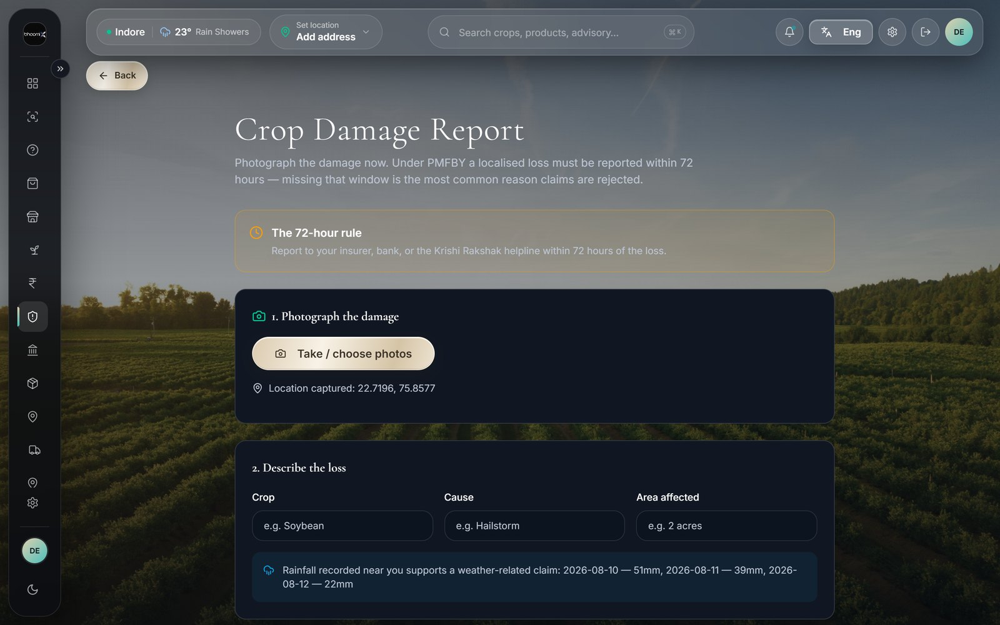 bhoomiX
Indore
23° Rain Showers
Set location
Add address
Search crops, products, advisory...
⌘ K
Eng
DE
Back
Crop Damage Report
Photograph the damage now. Under PMFBY a localised loss must be reported within 72
hours — missing that window is the most common reason claims are rejected.
The 72-hour rule
Report to your insurer, bank, or the Krishi Rakshak helpline within 72 hours of the loss.
1. Photograph the damage
Take / choose photos
Location captured: 22.7196, 75.8577
2. Describe the loss
Crop
Cause
Area affected
e.g. Soybean
e.g. Hailstorm
e.g. 2 acres
Rainfall recorded near you supports a weather-related claim: 2026-08-10 — 51mm, 2026-08-11 — 39mm, 2026-
08-12 — 22mm
DE